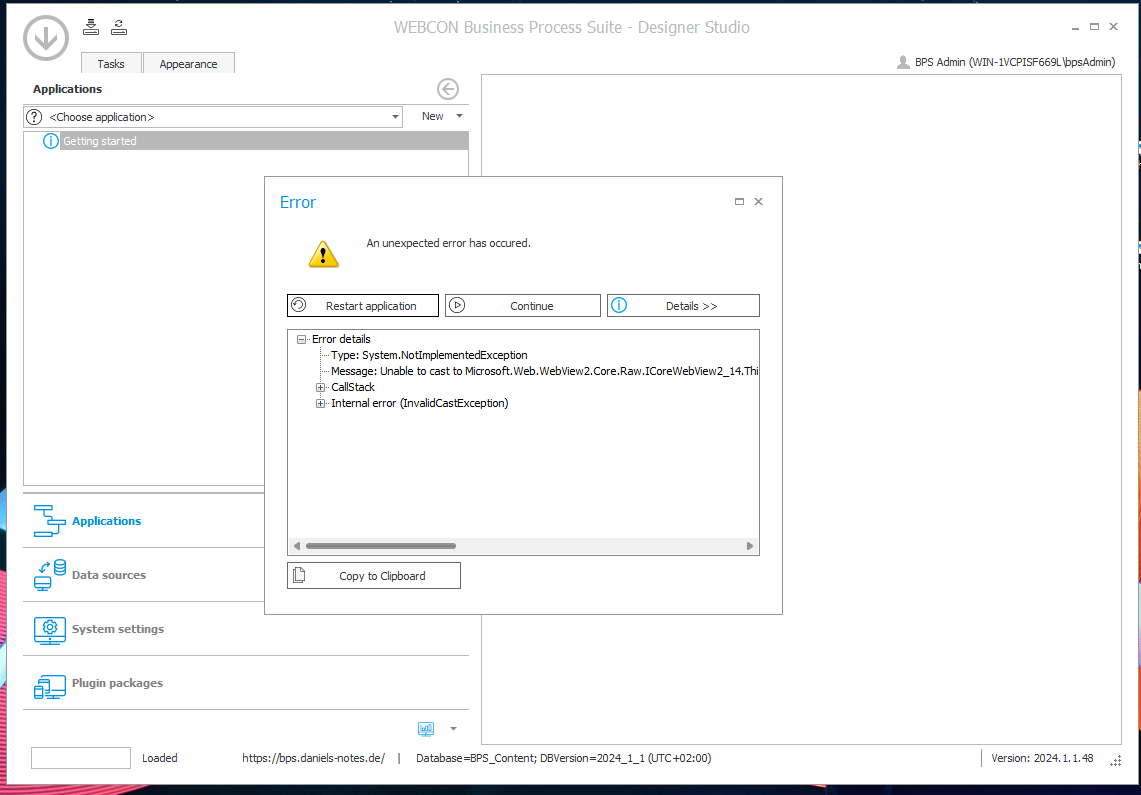 WEBCON Business Process Suite - Designer Studio
Tasks
Appearance
BPS Admin (WIN-1VCPISF669L\bpsAdmin)
Applications
<Choose application>
New
Getting started
Error
An unexpected error has occured.
Restart application
Continue
Details >>
Error details
Type: System.NotImplementedException
Message: Unable to cast to Microsoft.Web.WebView2.Core.Raw.ICoreWebView2_14.Thi
CallStack
Internal error (InvalidCastException)
Copy to Clipboard
Applications
Data sources
System settings
Plugin packages
Loaded
https://bps.daniels-notes.de/ | Database=BPS_Content; DBVersion=2024_1_1 (UTC+02:00)
Version: 2024.1.1.48